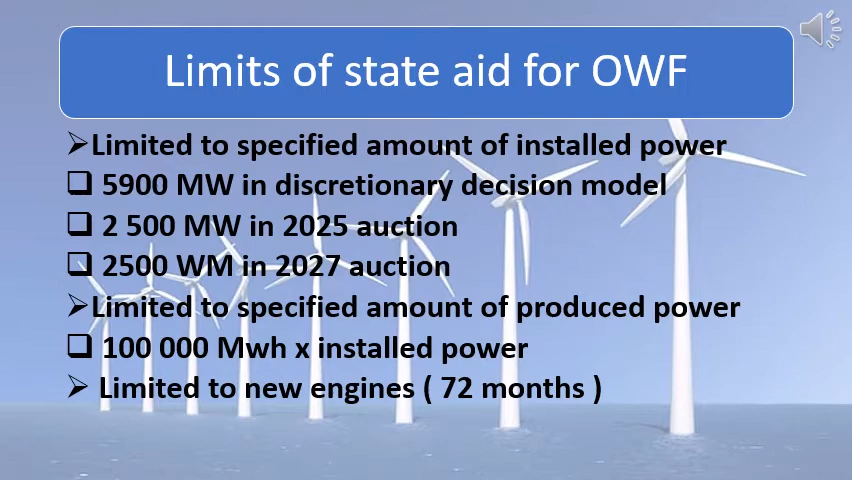 Limits of state aid for OWF
➢Limited to specified amount of installed power
❑ 5900 MW in discretionary decision model
❑ 2 500 MW in 2025 auction
❑ 2500 WM in 2027 auction
➢Limited to specified amount of produced power
❑ 100 000 Mwh x installed power
➢ Limited to new engines ( 72 months )